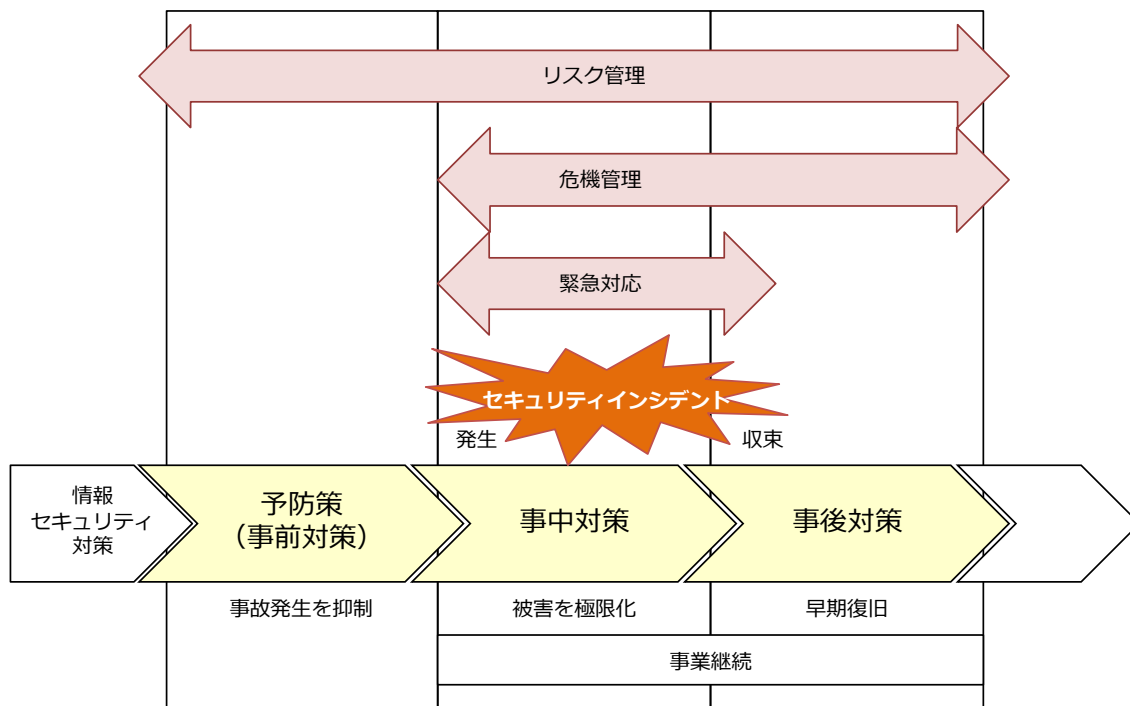 リスク管理
危機管理
緊急対応
セキュリティインシデント
発生
収束
情報
セキュリティ
対策
予防策
（事前対策）
事中対策
事後対策
事故発生を抑制
被害を極限化
早期復旧
事業継続